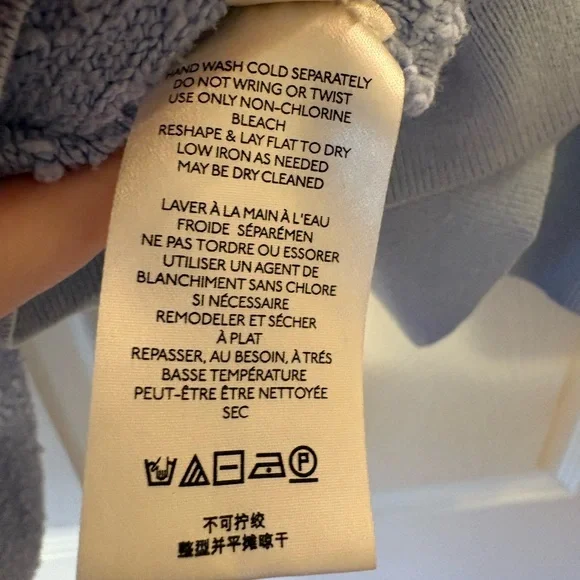 HAND WASH COLD SEPARATELY
DO NOT WRING OR TWIST
USE ONLY NON-CHLORINE
BLEACH
RESHAPE & LAY FLAT TO DRY
LOW IRON AS NEEDED
MAY BE DRY CLEANED
LAVER À LA MAIN À L'EAU
FROIDE SÉPARÉMEN
NE PAS TORDRE OU ESSORER
UTILISER UN AGENT DE
BLANCHIMENT SANS CHLORE
SI NÉCESSAIRE
REMODELER ET SÉCHER
À PLAT
REPASSER, AU BESOIN, À TRÉS
BASSE TEMPÉRATURE
PEUT-ÊTRE ÊTRE NETTOYÉE
SEC
P
不可拧绞
整型并平摊晾干